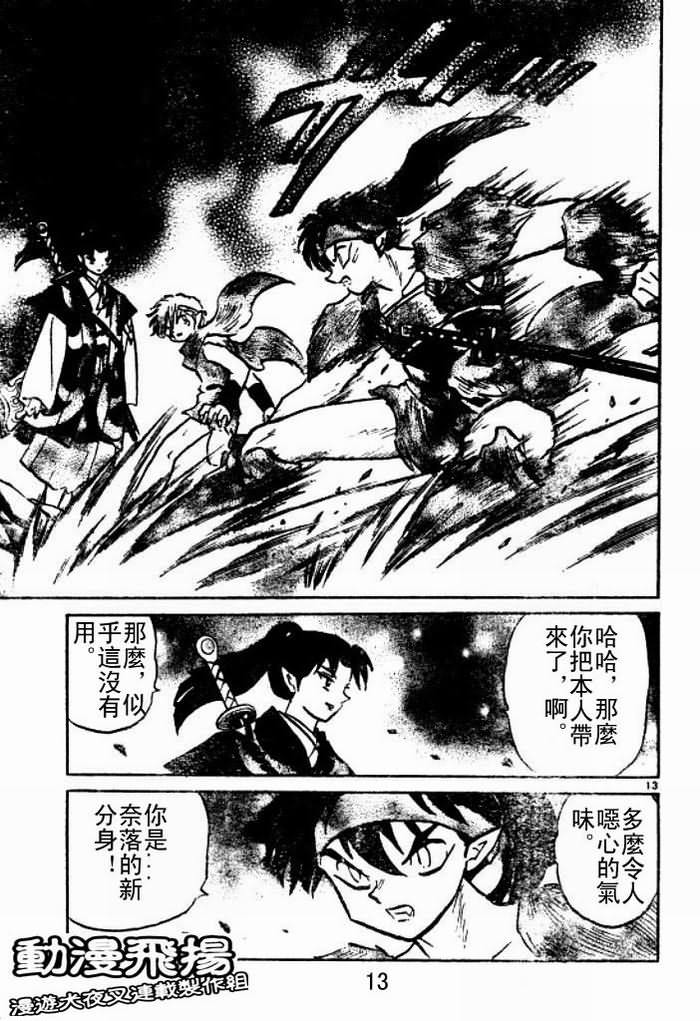 ザッ
哈哈，那麼
你把本人帶
來了，啊。
那麼，似
乎這沒有
用。
13
多麼令人
噁心的氣
味。
你是..
奈落的新
分身！
動漫飛揚
漫遊犬夜叉連載製作組
13